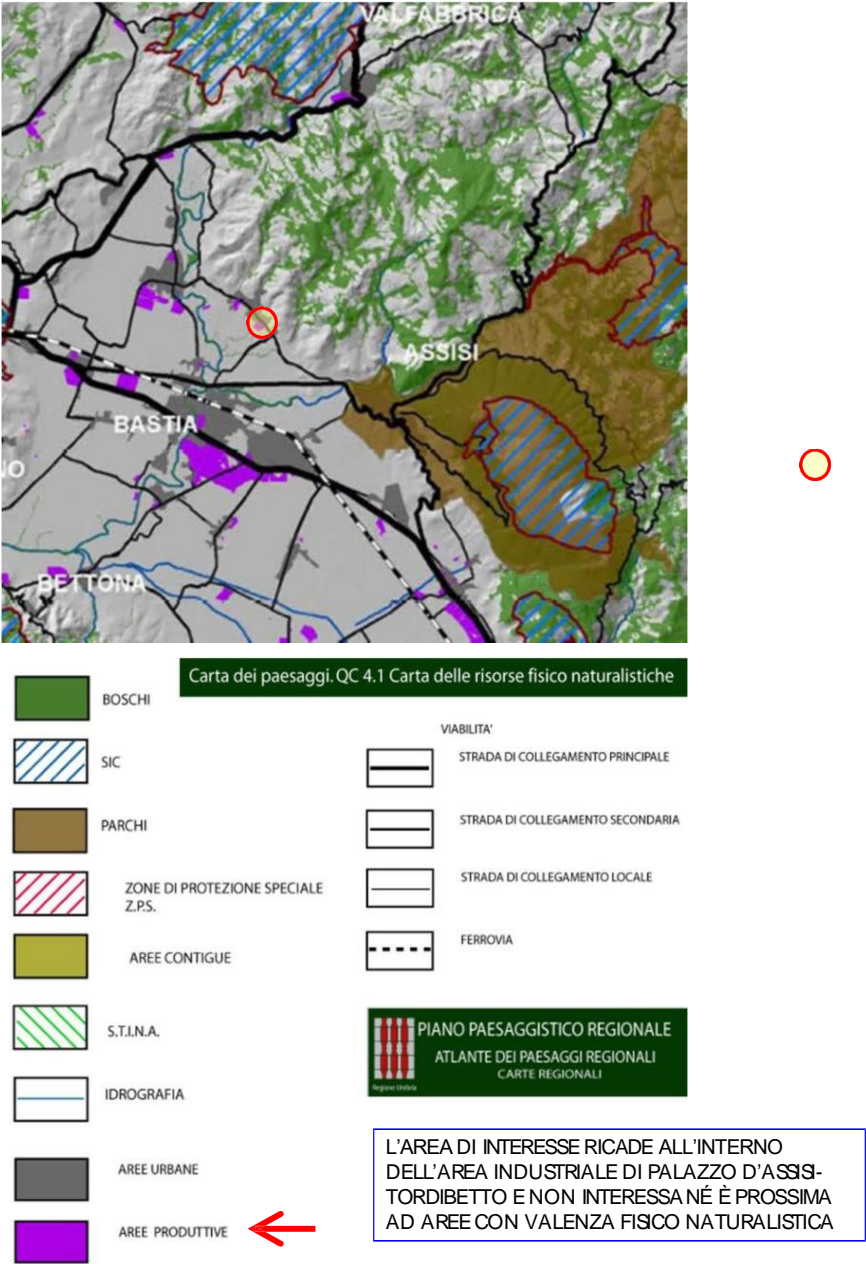 VALFABBRICA
ASSISI
BASTIA
NO
BETTONA
Carta dei paesaggi. QC 4.1 Carta delle risorse fisico naturalistiche
BOSCHI
SIC
PARCHI
ZONE DI PROTEZIONE SPECIALE
Z.P.S.
AREE CONTIGUE
S.T.I.N.A.
IDROGRAFIA
AREE URBANE
AREE PRODUTTIVE
VIABILITA'
STRADA DI COLLEGAMENTO PRINCIPALE
STRADA DI COLLEGAMENTO SECONDARIA
STRADA DI COLLEGAMENTO LOCALE
FERROVIA
PIANO PAESAGGISTICO REGIONALE
ATLANTE DEI PAESAGGI REGIONALI
CARTE REGIONALI
Regione Umbria
L'AREA DI INTERESSE RICADE ALL'INTERNO
DELL'AREA INDUSTRIALE DI PALAZZO D'ASSISI-
TORDIBETTO E NON INTERESSA NÉ È PROSSIMA
AD AREE CON VALENZA FISICO NATURALISTICA